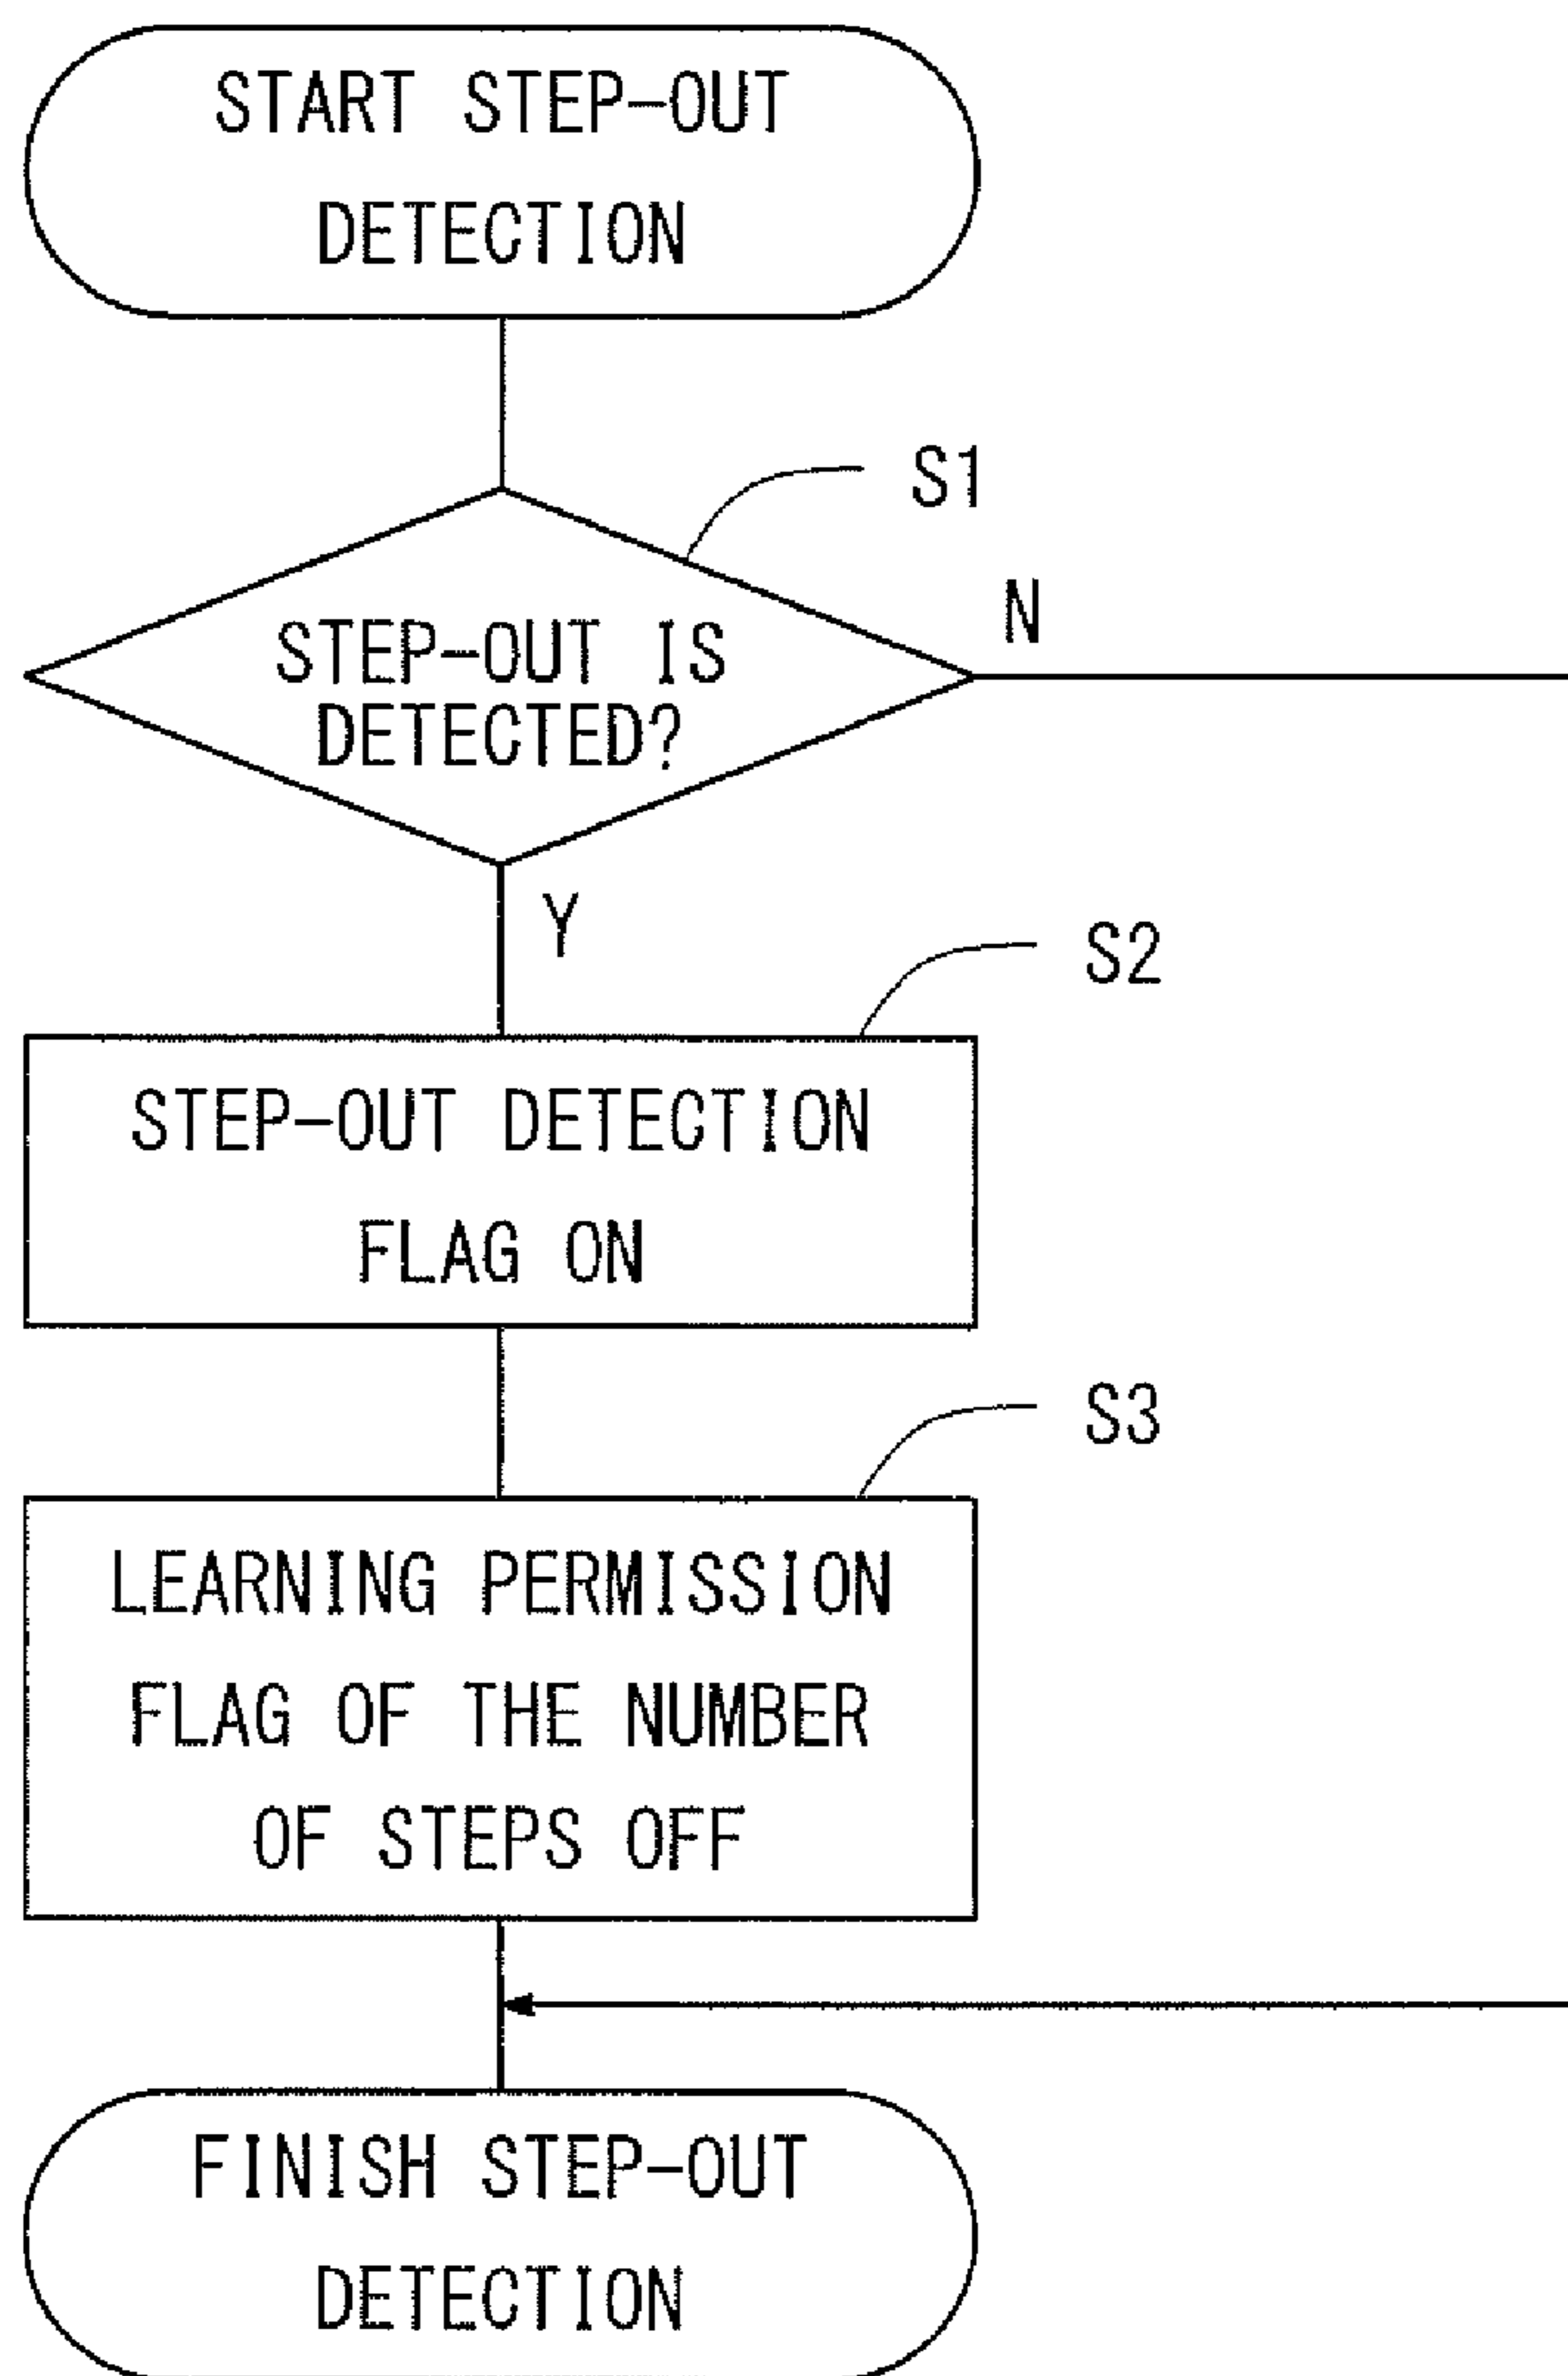 START STEP-OUT
DETECTION
S1
N
STEP-OUT IS
DETECTED?
Y
S2
STEP-OUT DETECTION
FLAG ON
S3
LEARNING PERMISSION
FLAG OF THE NUMBER
OF STEPS OFF
FINISH STEP-OUT
DETECTION